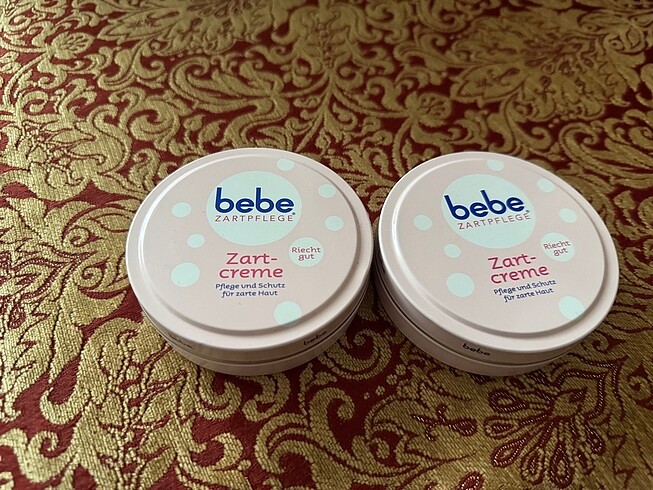 bebe
ZARTPFLEGE
Zart-
creme
Riecht
gut
Pflege und Schutz
für zarte Haut
bebe
bebe
ZARTPFLEGE
Zart-
creme
Riecht
gut
Pflege und Schutz
für zarte Haut
bebe